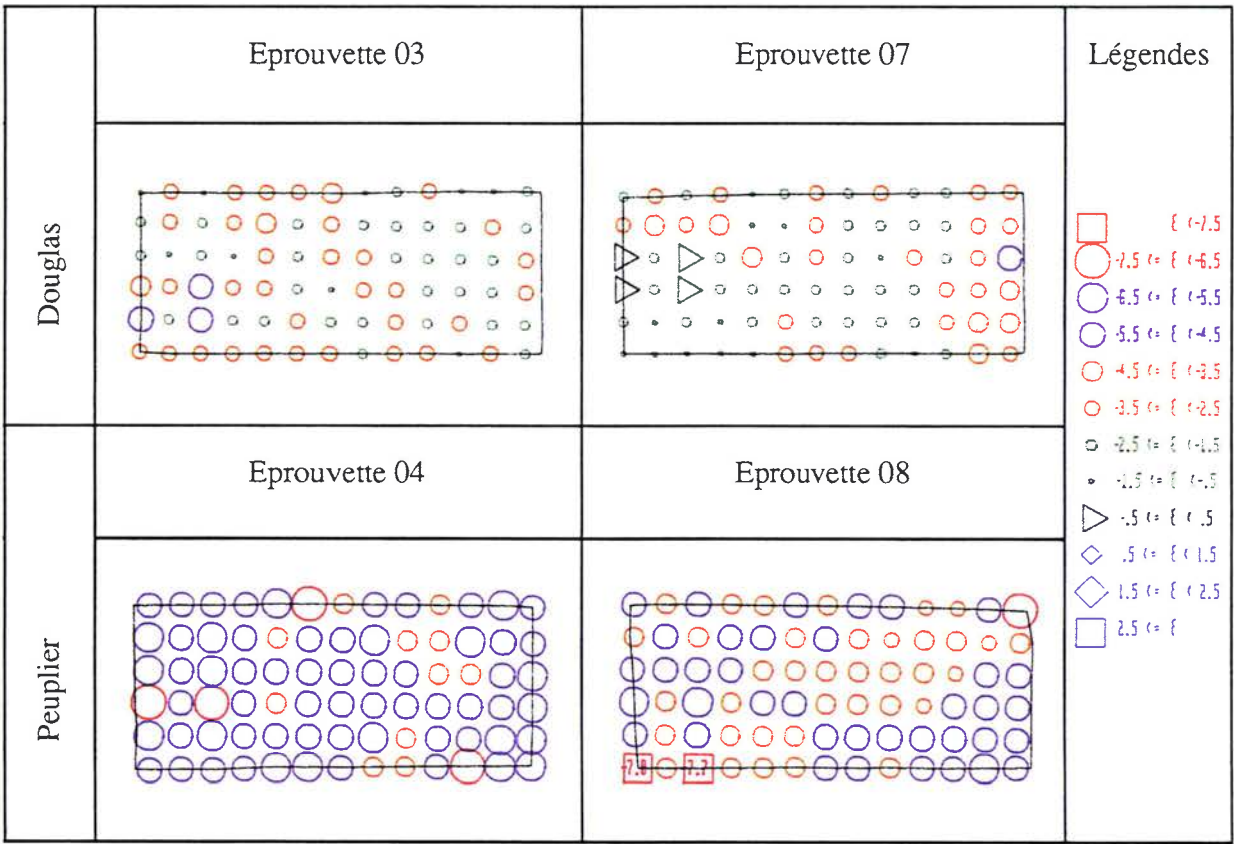 Eprouvette 03
Eprouvette 07
Légendes
Douglas
ξ <-7.5
-7.5 <= ξ <-6.5
-6.5 <= ξ <-5.5
-5.5 <= ξ <-4.5
-4.5 <= ξ <-3.5
-3.5 <= ξ <-2.5
-2.5 <= ξ <-1.5
-1.5 <= ξ <-.5
-.5 <= ξ < .5
.5 <= ξ < 1.5
1.5 <= ξ < 2.5
2.5 <= ξ
Eprouvette 04
Eprouvette 08
Peuplier
-7.7